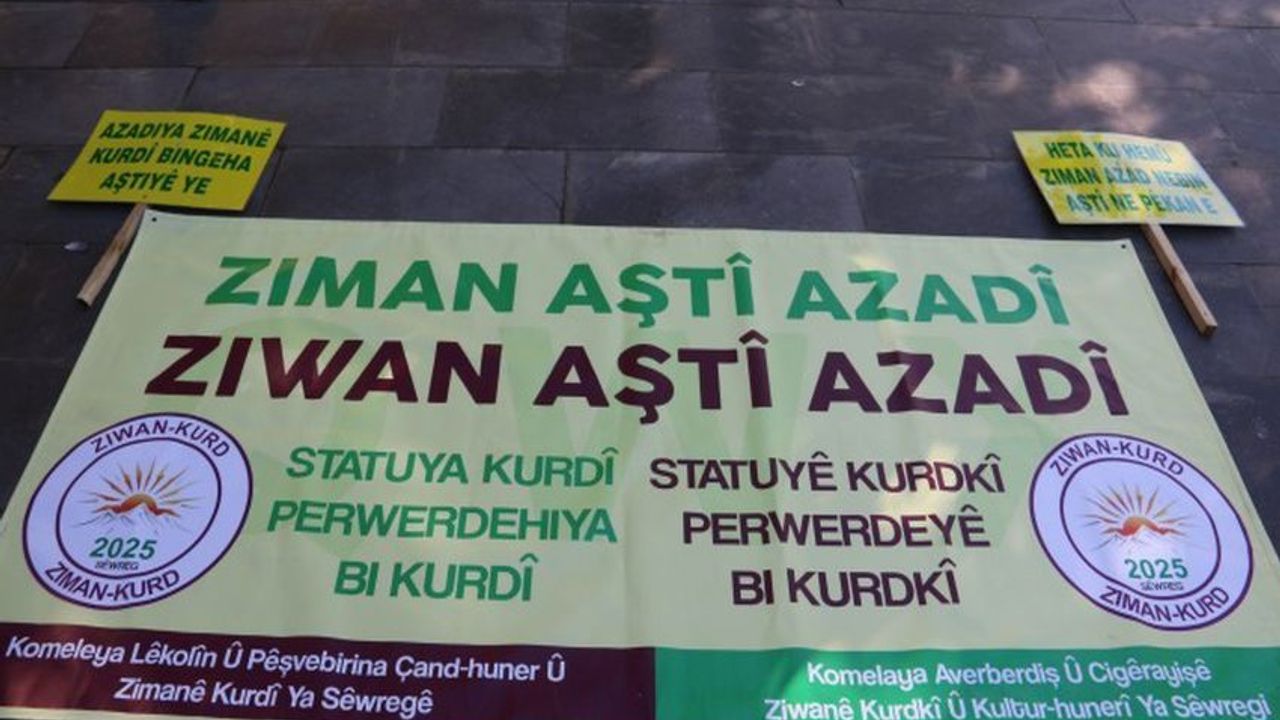 AZADIYA ZIMANÊ
KURDÎ BINGEHA
AŞTIYÊ YE
HETA KU HEMÛ
ZIMAN AZAD NEBIN
AŞTÎ NE PÊKAN E
ZIMAN AŞTÎ AZADÎ
ZIWAN AŞTÎ AZADÎ
ZIWAN-KURD
2025
SÊWREG
ZIMAN-KURD
STATUYA KURDÎ
PERWERDEHIYA
BI KURDÎ
STATUYÊ KURDKÎ
PERWERDEYÊ
BI KURDKÎ
ZIWAN-KURD
2025
SÊWREG
ZIMAN-KURD
Komeleya Lêkolîn Û Pêşvebirina Çand-huner Û
Zimanê Kurdî Ya Sêwregê
Komelaya Averberdiş Û Cigêrayişê
Ziwanê Kurdkî Û Kultur-hunerî Ya Sêwregi